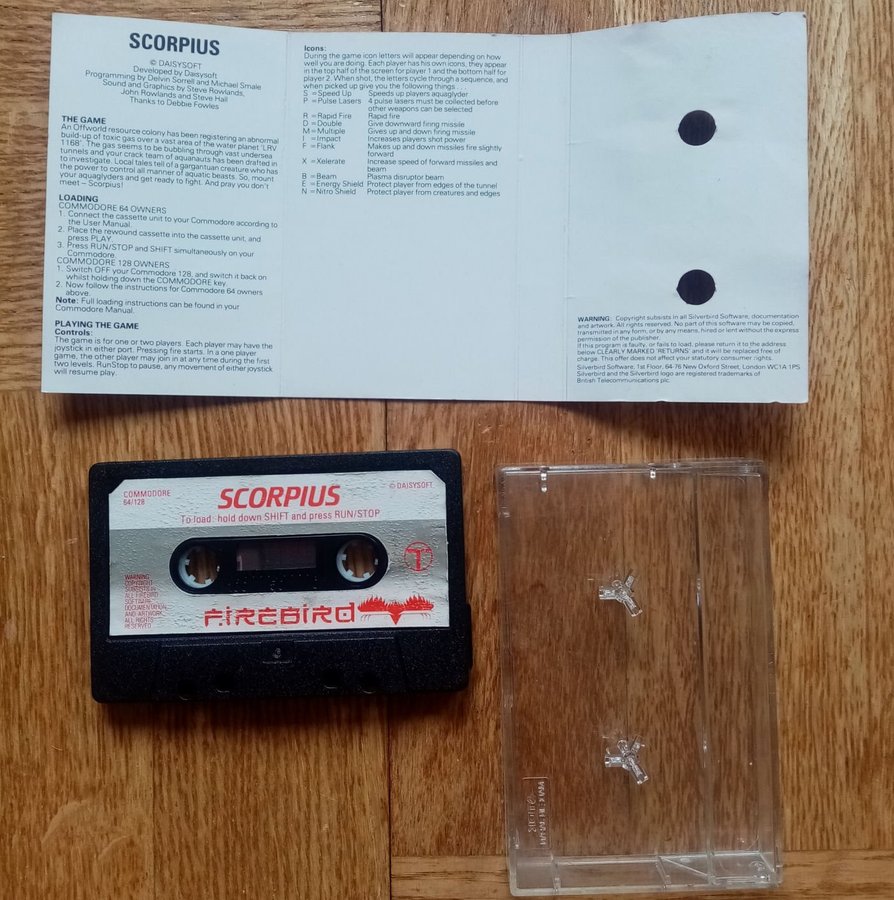 SCORPIUS
© DAISYSOFT
Developed by Daisysoft
Programming by Delvin Sorrell and Michael Smale
Sound and Graphics by Steve Rowlands,
John Rowlands and Steve Hall
Thanks to Debbie Fowles
THE GAME
An Offworld resource colony has been registering an abnormal
build-up of toxic gas over a vast area of the water planet 'LRV
1168'. The gas seems to be bubbling through vast undersea
tunnels and your crack team of aquanauts has been drafted in
to investigate. Local tales tell of a gargantuan creature who has
the power to control all manner of aquatic beasts. So, mount
your aquaglyders and get ready to fight. And pray you don't
meet – Scorpius!
LOADING
COMMODORE 64 OWNERS
1. Connect the cassette unit to your Commodore according to
the User Manual.
2. Place the rewound cassette into the cassette unit, and
press PLAY.
3. Press RUN/STOP and SHIFT simultaneously on your
Commodore.
COMMODORE 128 OWNERS
1. Switch OFF your Commodore 128, and switch it back on
whilst holding down the COMMODORE key.
2. Now follow the instructions for Commodore 64 owners
above.
Note: Full loading instructions can be found in your
Commodore Manual.
PLAYING THE GAME
Controls:
The game is for one or two players. Each player may have the
joystick in either port. Pressing fire starts. In a one player
game, the other player may join in at any time during the first
two levels. RunStop to pause, any movement of either joystick
will resume play.
Icons:
During the game icon letters will appear depending on how
well you are doing. Each player has his own icons, they appear
in the top half of the screen for player 1 and the bottom half for
player 2. When shot, the letters cycle through a sequence, and
when picked up give you the following . . .
S = Speed Up Speeds up players aquaglyder
P = Pulse Lasers 4 pulse lasers must be collected before
other weapons can be selected
R = Rapid Fire Rapid fire
D = Double Give downward firing missile
M = Multiple Gives up and down firing missile
I = Impact Increases players shot power
F = Flank Makes up and down missiles fire slightly
forward
X = Xelerate Increase speed of forward missiles and
beam
B = Beam Plasma disruptor beam
E = Energy Shield Protect player from edges of the tunnel
N = Nitro Shield Protect player from creatures and edges
WARNING: Copyright subsists in all Silverbird Software, documentation
and artwork. All rights reserved. No part of this software may be copied,
transmitted in any form, or by any means, hired or lent without the express
permission of the publisher.
If this program is faulty, or fails to load, please return it to the address
below CLEARLY MARKED 'RETURNS' and it will be replaced free of
charge. This offer does not affect your statutory consumer rights.
Silverbird Software, 1st Floor, 64-76 New Oxford Street, London WC1A 1PS
Silverbird and the Silverbird logo are registered trademarks of
British Telecommunications plc.
COMMODORE
64/128
SCORPIUS
© DAISYSOFT
To load: hold down SHIFT and press RUN/STOP
WARNING:
COPYRIGHT
SUBSISTS IN
ALL FIREBIRD
SOFTWARE,
DOCUMENTATION
AND ARTWORK.
ALL RIGHTS
RESERVED.
FIREBIRD